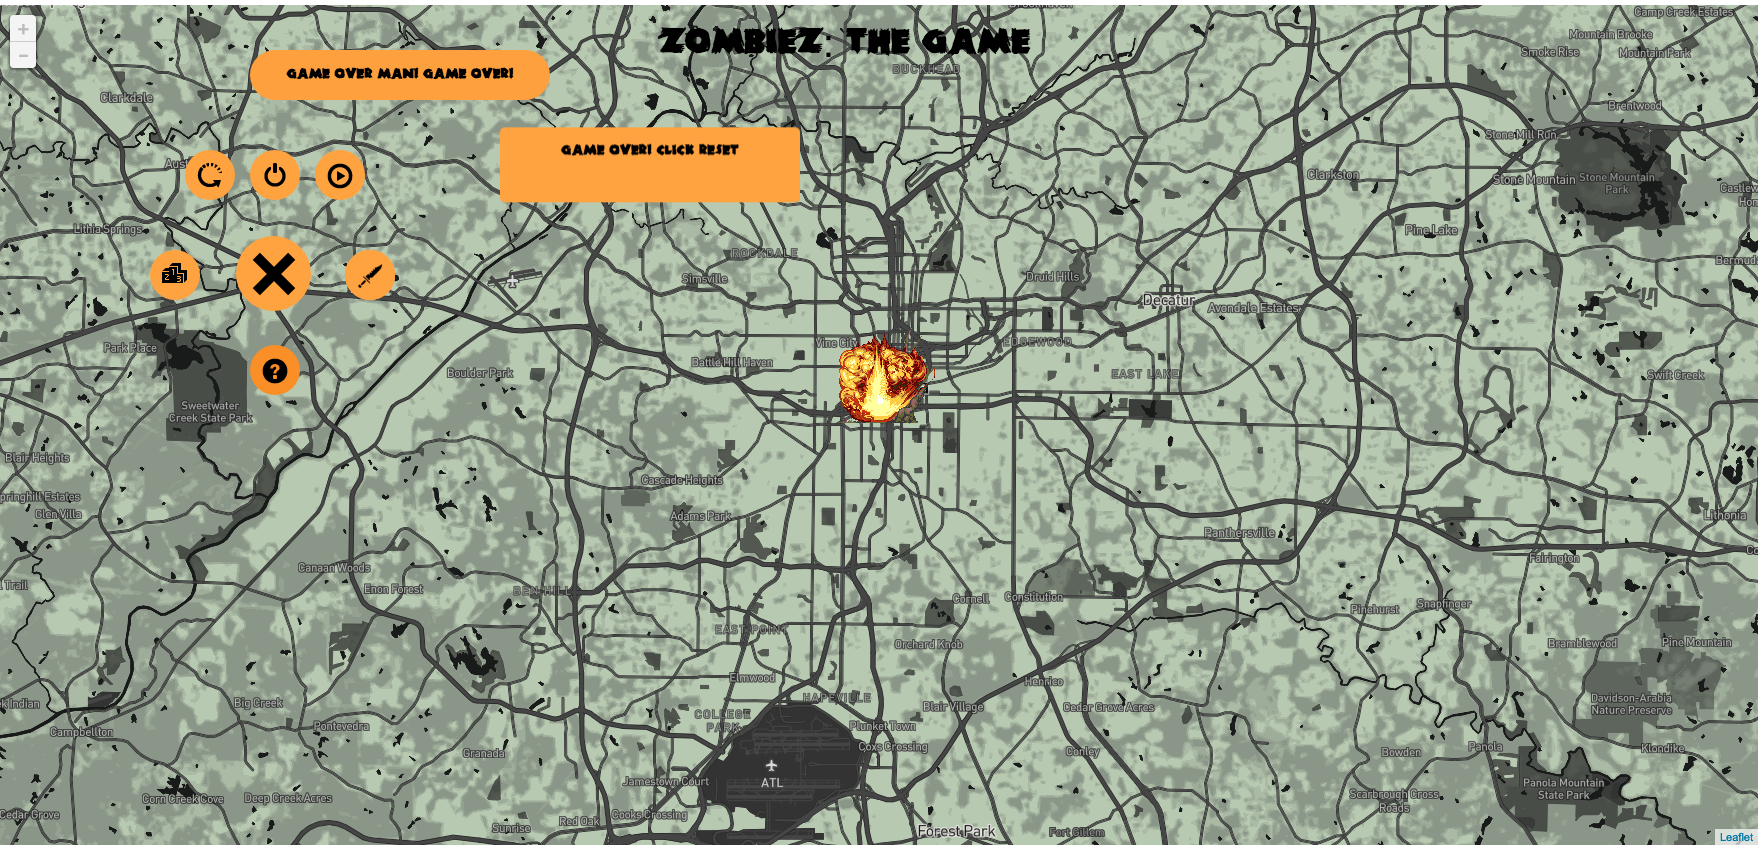 Camp Creek Estates
+
−
ZOMBIEZ: THE GAME
Mountain Brooke
Smoke Rise
Mountain Park
BUCKHEAD
GAME OVER MAN! GAME OVER!
Clarkdale
Brentwood
Stone Mill Run
GAME OVER! CLICK RESET
Clarkston
Stone Mountain
Stone Mountain
Park
Lithia Springs
Pine Lake
ROCKDALE
Simsville
Druid Hills
2
1
3
Decatur
Avondale Estates
Park Place
Vine City
EDGEWOOD
Battle Hill Haven
Boulder Park
EAST LAKE
Swift Creek
?
Sweetwater
Creek State Park
Blair Heights
Cascade Heights
Springhill Estates
Glen Villa
Adams Park
Lithonia
Panthersville
Fairington
Canaan Woods
Trail
Enon Forest
BEN HILL
Cornell
Constitution
Pinehurst
Snapfinger
EAST POINT
Orchard Knob
Bramblewood
Pine Mountain
Elmwood
Henrico
HAPEVILLE
Big Creek
k Indian
Blair Village
Cedar Grove Acres
Davidson-Arabia
Nature Preserve
COLLEGE
PARK
Pontevedra
Plunket Town
Campbellton
Granada
Coxs Crossing
Conley
Bowden
Panola
Klondike
ATL
Jamestown Court
Panola Mountain
State Park
Corn Creek Cove
Deep Creek Acres
Scarbrough Cross
Roads
Cedar Grove
Cooks Crossing
Red Oak
Sunrise
Forest Park
Fort Gillem
Leaflet